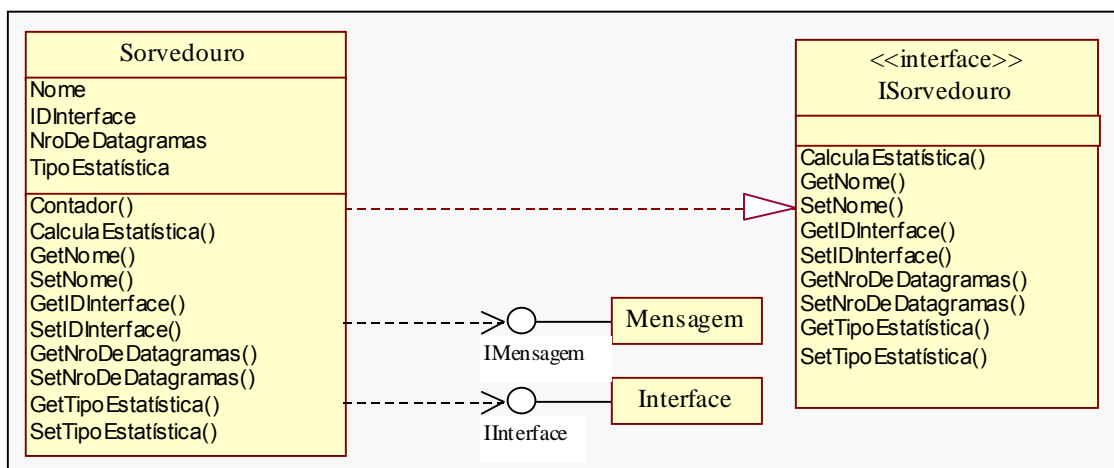 Sorvedouro
Nome
IDInterface
NroDeDatagramas
TipoEstatística
Contador()
CalculaEstatística()
GetNome()
SetNome()
GetIDInterface()
SetIDInterface()
GetNroDeDatagramas()
SetNroDeDatagramas()
GetTipoEstatística()
SetTipoEstatística()
IMensagem
Mensagem
IInterface
Interface
<<interface>>
ISorvedouro
CalculaEstatística()
GetNome()
SetNome()
GetIDInterface()
SetIDInterface()
GetNroDeDatagramas()
SetNroDeDatagramas()
GetTipoEstatística()
SetTipoEstatística()